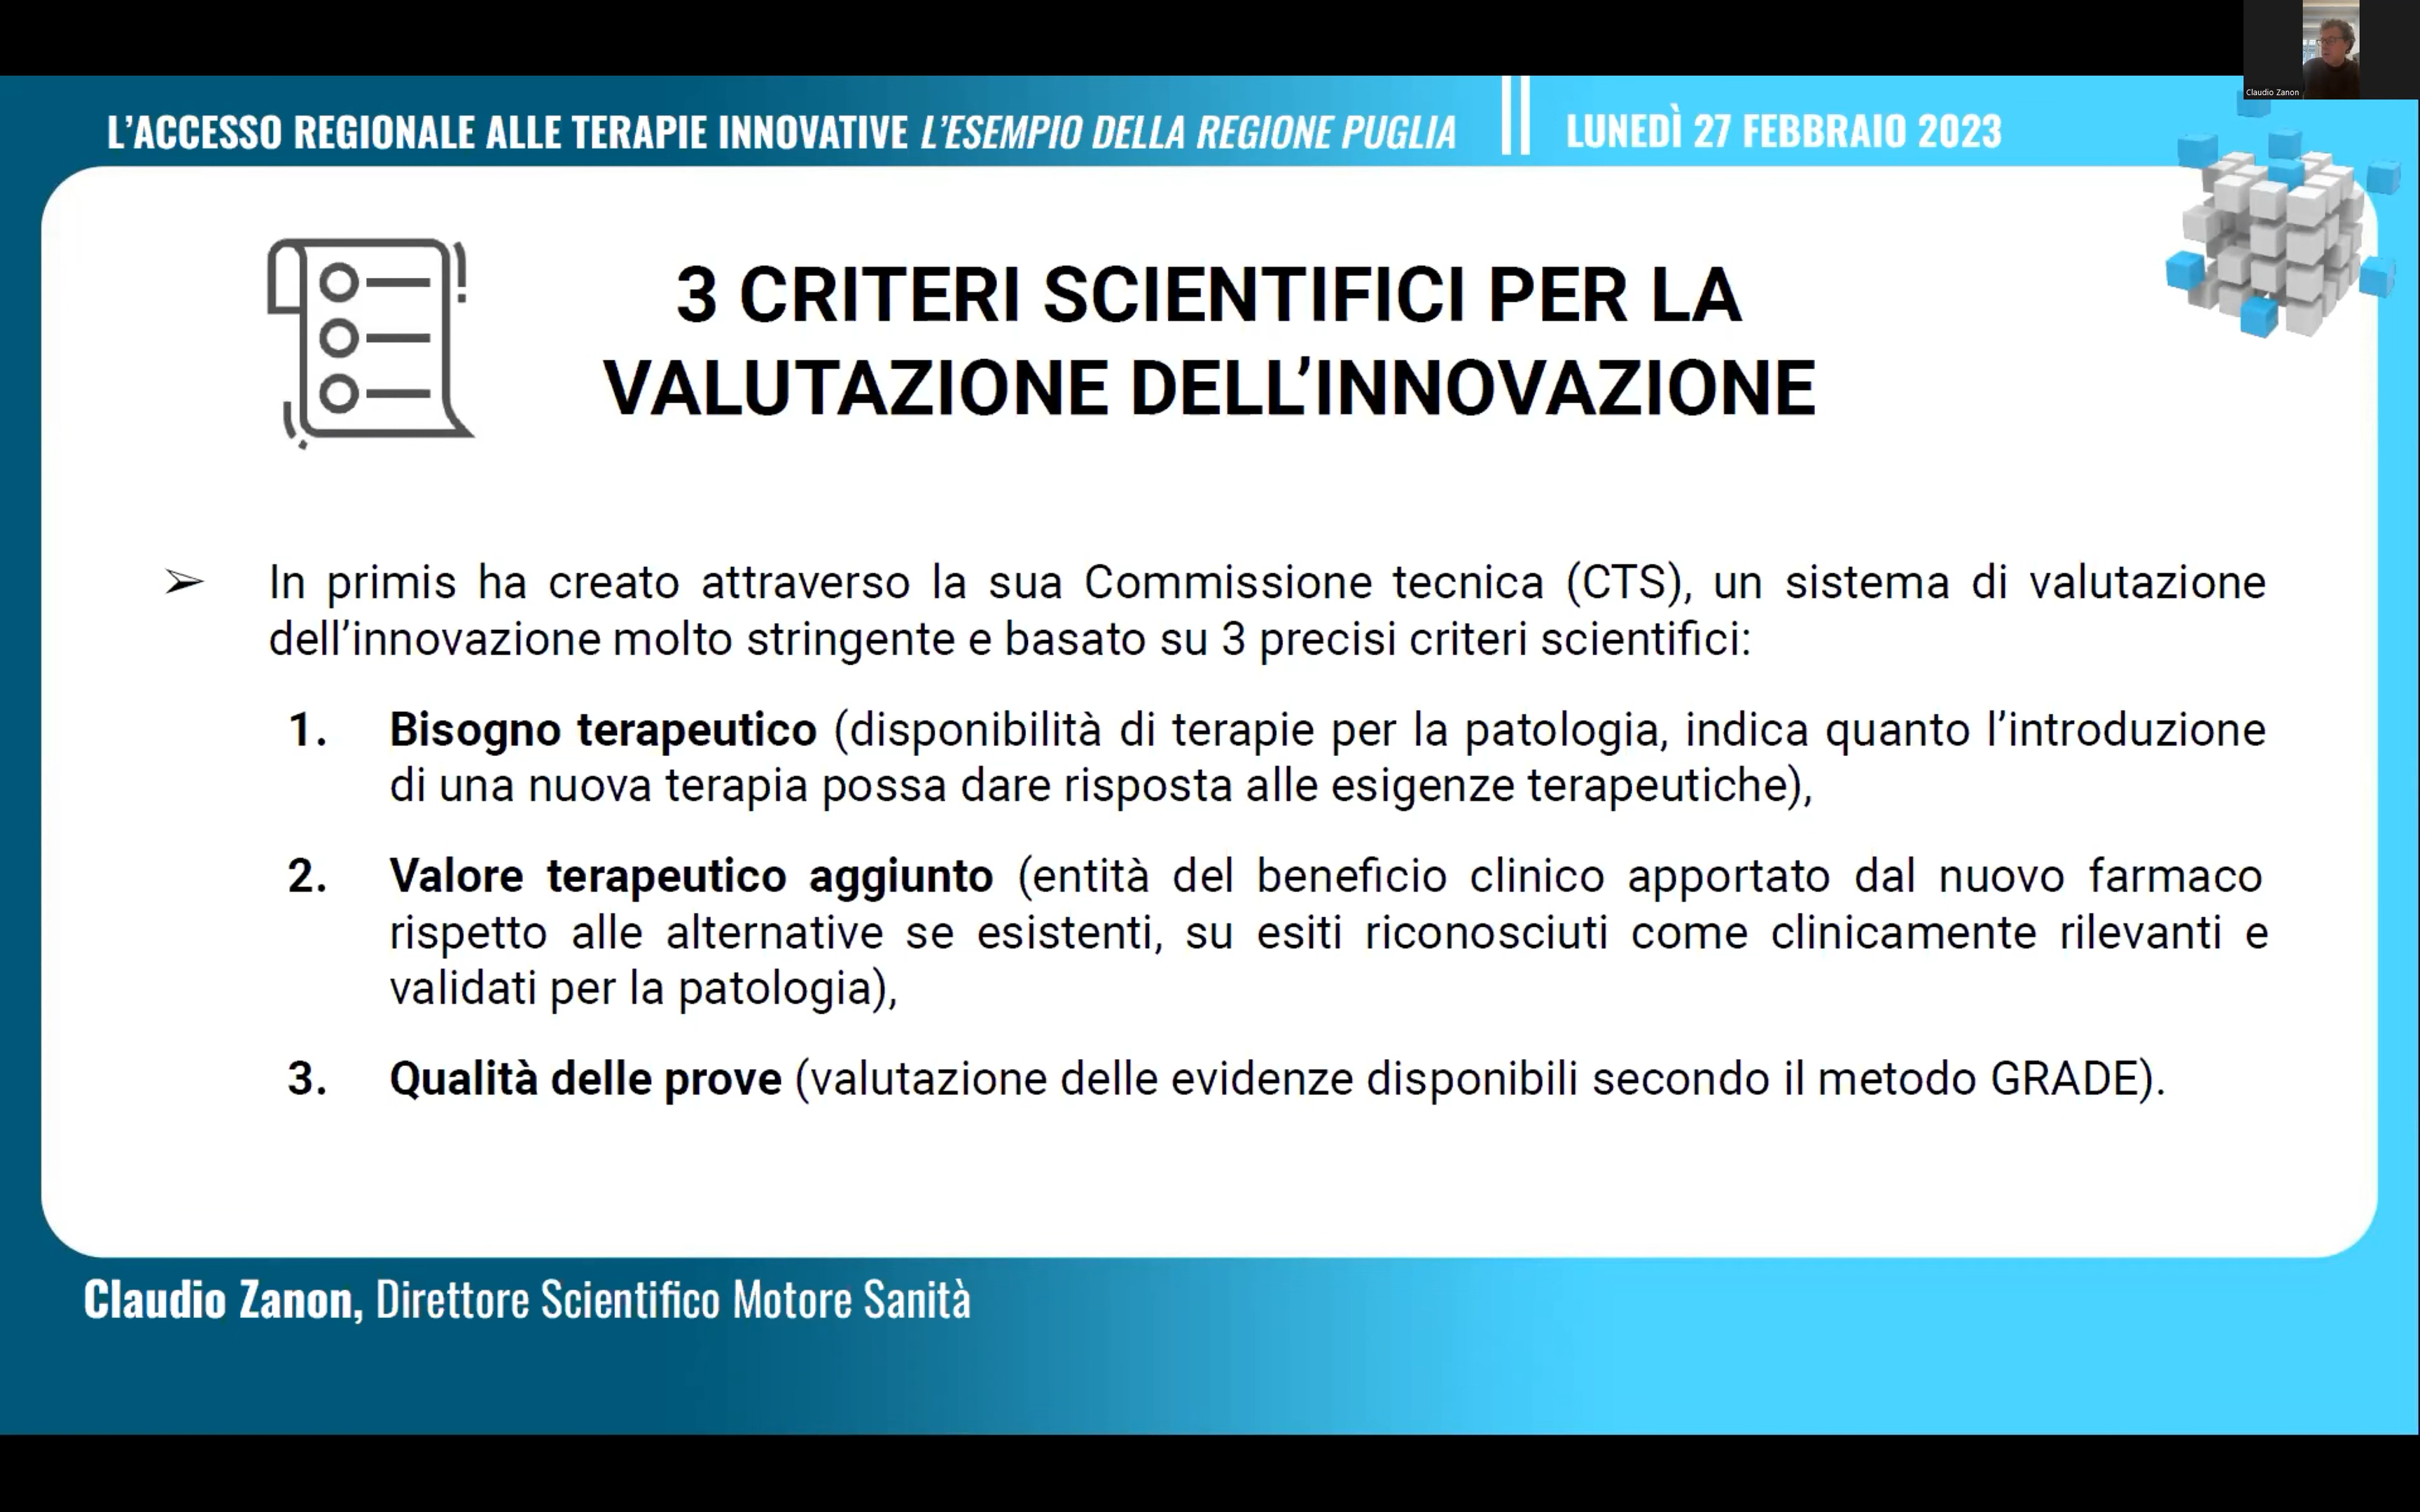 Claudio Zanon
L’ACCESSO REGIONALE ALLE TERAPIE INNOVATIVE L’ESEMPIO DELLA REGIONE PUGLIA
LUNEDÌ 27 FEBBRAIO 2023
3 CRITERI SCIENTIFICI PER LA
VALUTAZIONE DELL’INNOVAZIONE
➢ In primis ha creato attraverso la sua Commissione tecnica (CTS), un sistema di valutazione
dell’innovazione molto stringente e basato su 3 precisi criteri scientifici:
1. Bisogno terapeutico (disponibilità di terapie per la patologia, indica quanto l’introduzione
di una nuova terapia possa dare risposta alle esigenze terapeutiche),
2. Valore terapeutico aggiunto (entità del beneficio clinico apportato dal nuovo farmaco
rispetto alle alternative se esistenti, su esiti riconosciuti come clinicamente rilevanti e
validati per la patologia),
3. Qualità delle prove (valutazione delle evidenze disponibili secondo il metodo GRADE).
Claudio Zanon, Direttore Scientifico Motore Sanità